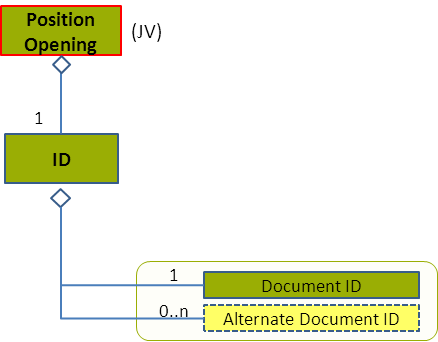 Position
Opening
(JV)
1
ID
1
Document ID
0..n
Alternate Document ID